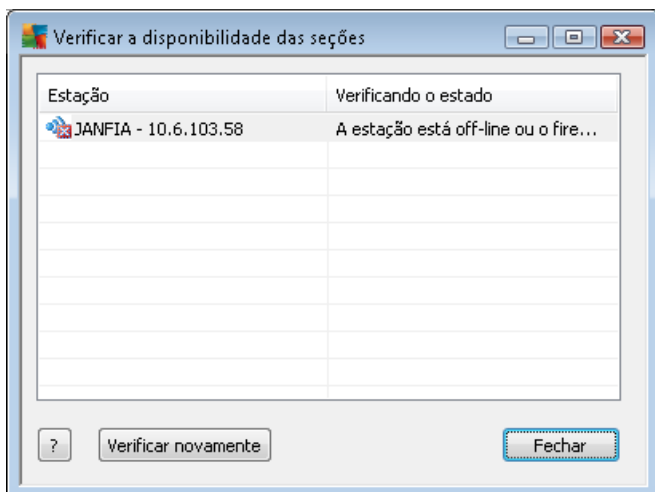 Verificar a disponibilidade das seções
Estação Verificando o estado
JANFIA - 10.6.103.58 A estação está off-line ou o fire...
? Verificar novamente Fechar